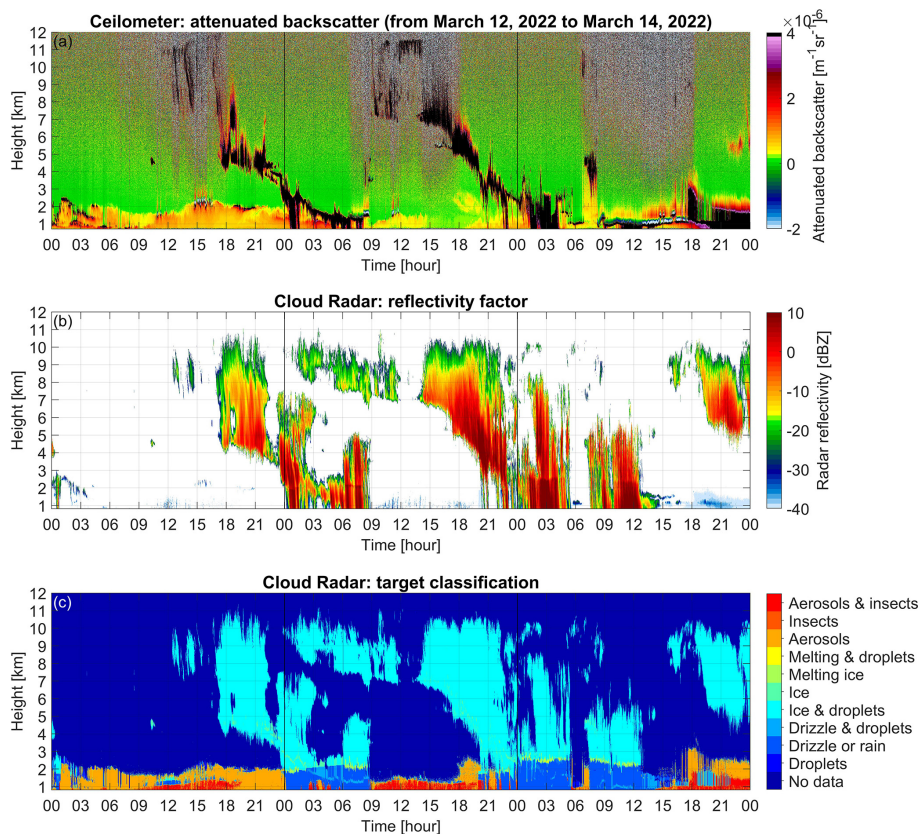 Ceilometer: attenuated backscatter (from March 12, 2022 to March 14, 2022)
(a)
Height [km]
12
11
10
9
8
7
6
5
4
3
2
1
00 03 06 09 12 15 18 21 00 03 06 09 12 15 18 21 00 03 06 09 12 15 18 21 00
Time [hour]
×10⁻⁶
4
2
0
-2
Attenuated backscatter [m⁻¹sr⁻¹]
Cloud Radar: reflectivity factor
(b)
Height [km]
12
11
10
9
8
7
6
5
4
3
2
1
00 03 06 09 12 15 18 21 00 03 06 09 12 15 18 21 00 03 06 09 12 15 18 21 00
Time [hour]
10
0
-10
-20
-30
-40
Radar reflectivity [dBZ]
Cloud Radar: target classification
(c)
Height [km]
12
11
10
9
8
7
6
5
4
3
2
1
00 03 06 09 12 15 18 21 00 03 06 09 12 15 18 21 00 03 06 09 12 15 18 21 00
Time [hour]
Aerosols & insects
Insects
Aerosols
Melting & droplets
Melting ice
Ice
Ice & droplets
Drizzle & droplets
Drizzle or rain
Droplets
No data